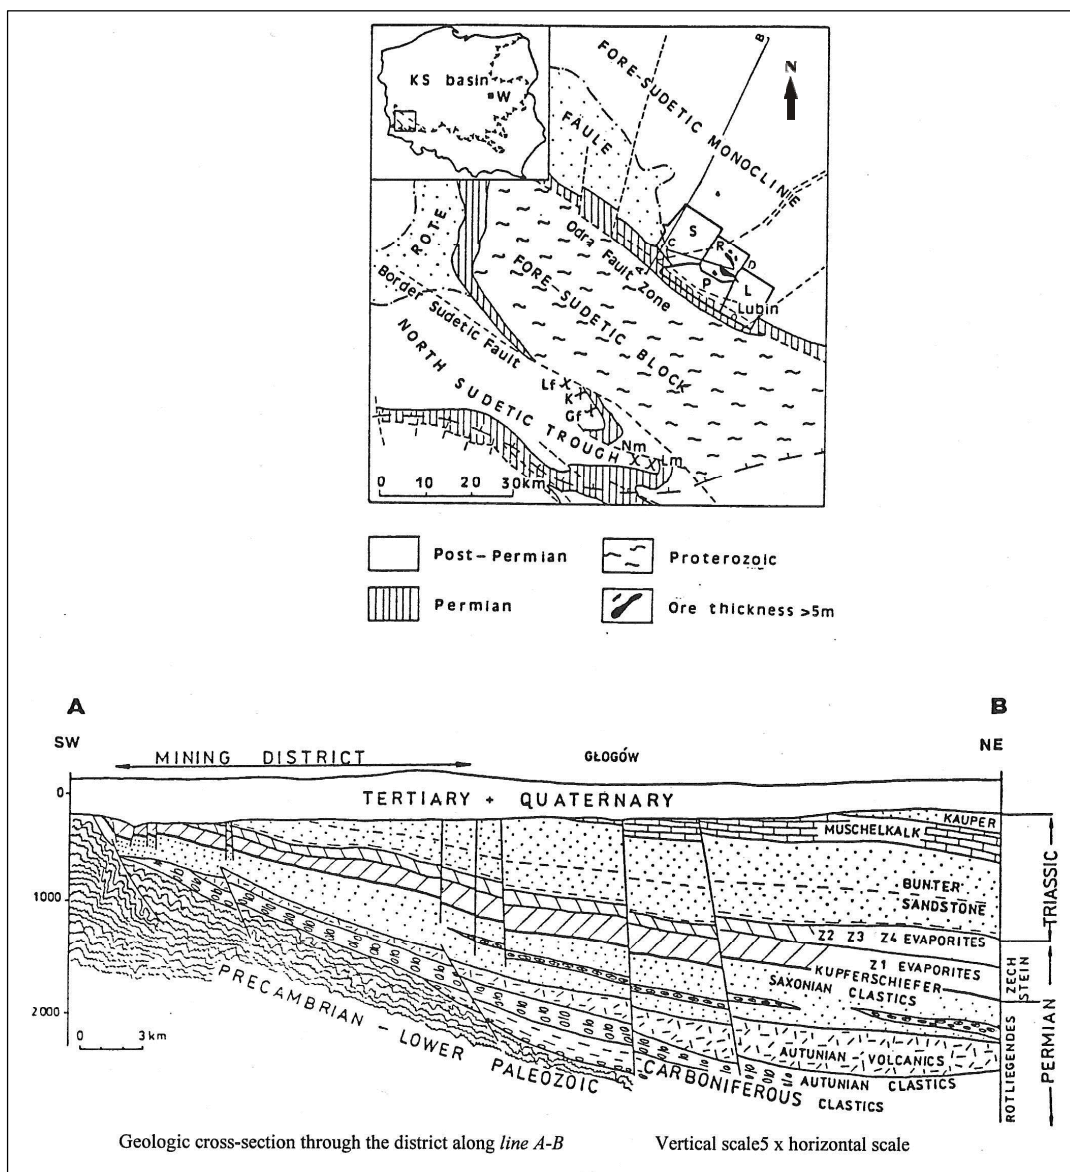 KS basin
W
N
B
FORE-SUDETIC MONOCLINE
FAULE
ROTE
S
C
R
D
A
P
L
Lubin
Odra Fault Zone
FORE-SUDETIC BLOCK
Border Sudetic Fault
NORTH SUDETIC TROUGH
Lf
K
Gf
Nm
Lm
0 10 20 30km
Post-Permian
Proterozoic
Permian
Ore thickness >5m
A
B
SW
NE
MINING DISTRICT
GŁOGÓW
0
TERTIARY + QUATERNARY
KAUPER
MUSCHELKALK
BUNTER
SANDSTONE
TRIASSIC
1000
Z2 Z3 Z4 EVAPORITES
Z1 EVAPORITES
KUPFERSCHIEFER
SAXONIAN CLASTICS
ZECH
STEIN
2000
0 3 km
PRECAMBRIAN - LOWER PALEOZOIC
AUTUNIAN VOLCANICS
AUTUNIAN CLASTICS
CARBONIFEROUS CLASTICS
ROTLIEGENDES
PERMIAN
Geologic cross-section through the district along line A-B
Vertical scale5 x horizontal scale